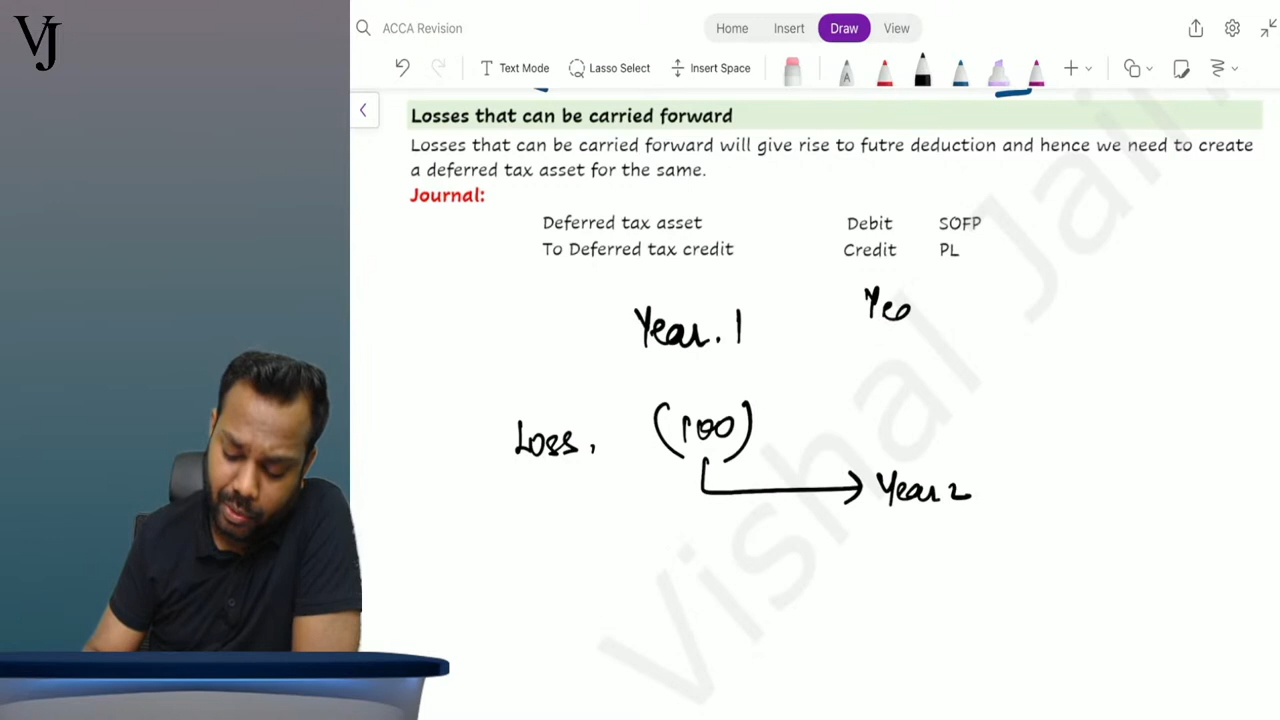 VJ
ACCA Revision
Home Insert Draw View
Text Mode Lasso Select Insert Space
A
Losses that can be carried forward
Losses that can be carried forward will give rise to futre deduction and hence we need to create
a deferred tax asset for the same.
Journal:
Deferred tax asset Debit SOFP
To Deferred tax credit Credit PL
Year. 1 Yea
Loss. (100)
Year 2
Vishal Jain